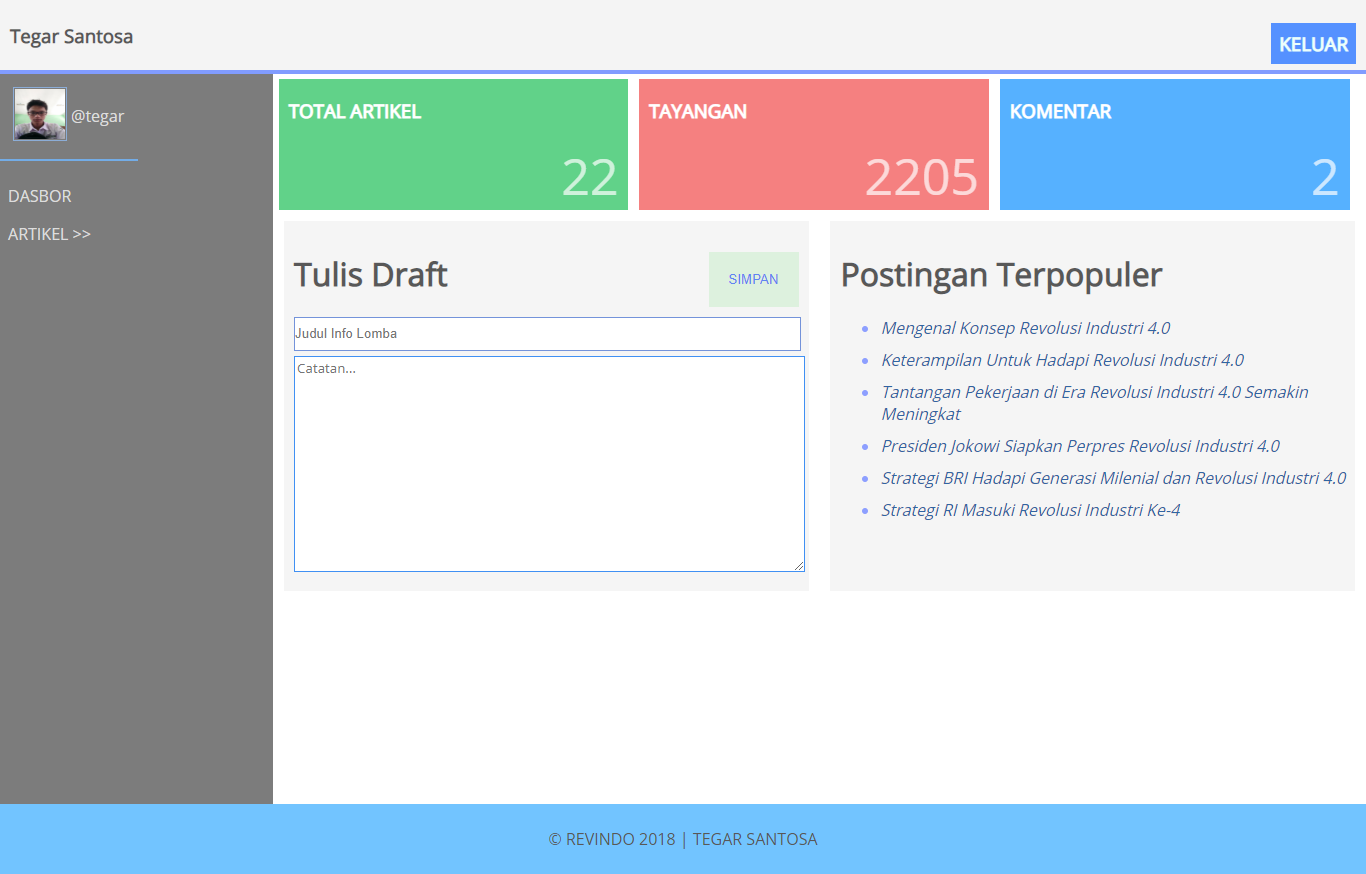 Tegar Santosa
KELUAR
@tegar
DASBOR
ARTIKEL >>
TOTAL ARTIKEL
22
TAYANGAN
2205
KOMENTAR
2
Tulis Draft
SIMPAN
Judul Info Lomba
Catatan...
Postingan Terpopuler
Mengenal Konsep Revolusi Industri 4.0
Keterampilan Untuk Hadapi Revolusi Industri 4.0
Tantangan Pekerjaan di Era Revolusi Industri 4.0 Semakin
Meningkat
Presiden Jokowi Siapkan Perpres Revolusi Industri 4.0
Strategi BRI Hadapi Generasi Milenial dan Revolusi Industri 4.0
Strategi RI Masuki Revolusi Industri Ke-4
© REVINDO 2018 | TEGAR SANTOSA